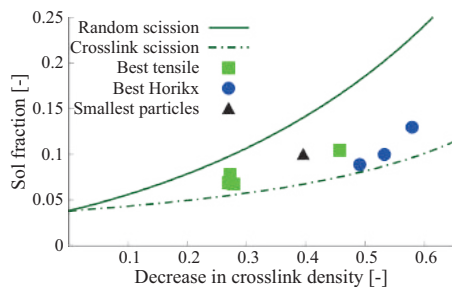 0.25
Random scission
Crosslink scission
Best tensile
Best Horikx
Smallest particles
0.2
0.15
0.1
0.05
0
Sol fraction [-]
0.1 0.2 0.3 0.4 0.5 0.6
Decrease in crosslink density [-]